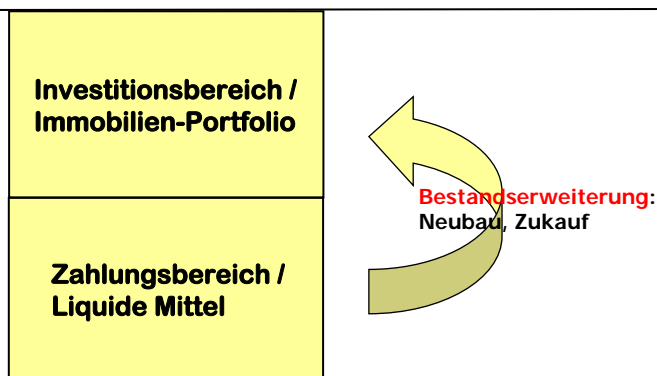 Investitionsbereich /
Immobilien-Portfolio
Bestandserweiterung:
Neubau, Zukauf
Zahlungsbereich /
Liquide Mittel